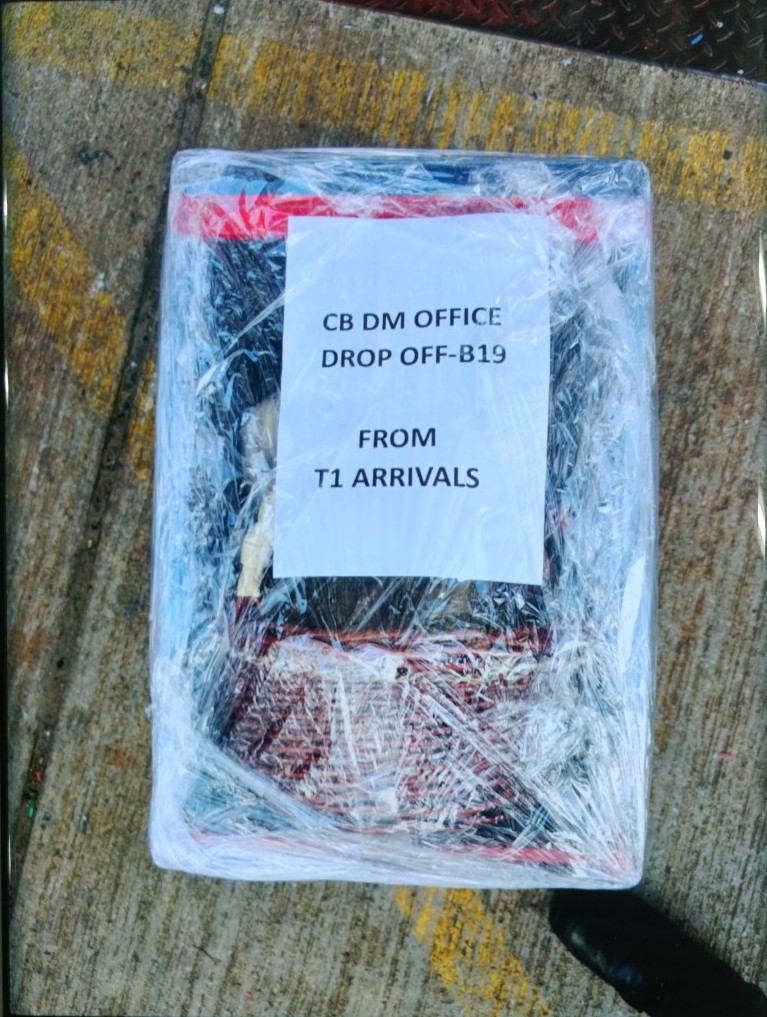 CB DM OFFICE
DROP OFF-B19
FROM
T1 ARRIVALS